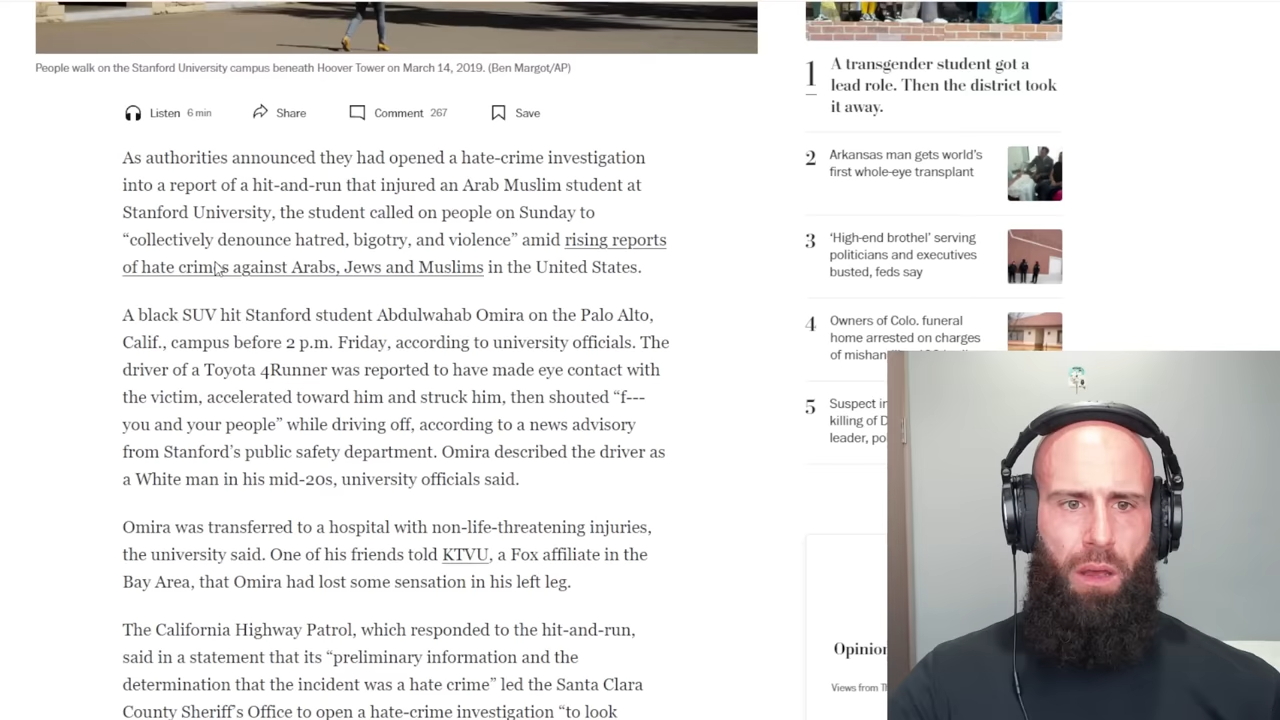 People walk on the Stanford University campus beneath Hoover Tower on March 14, 2019. (Ben Margot/AP)
Listen 6 min
Share
Comment 267
Save
As authorities announced they had opened a hate-crime investigation
into a report of a hit-and-run that injured an Arab Muslim student at
Stanford University, the student called on people on Sunday to
“collectively denounce hatred, bigotry, and violence” amid rising reports
of hate crimes against Arabs, Jews and Muslims in the United States.
A black SUV hit Stanford student Abdulwahab Omira on the Palo Alto,
Calif., campus before 2 p.m. Friday, according to university officials. The
driver of a Toyota 4Runner was reported to have made eye contact with
the victim, accelerated toward him and struck him, then shouted “f---
you and your people” while driving off, according to a news advisory
from Stanford’s public safety department. Omira described the driver as
a White man in his mid-20s, university officials said.
Omira was transferred to a hospital with non-life-threatening injuries,
the university said. One of his friends told KTVU, a Fox affiliate in the
Bay Area, that Omira had lost some sensation in his left leg.
The California Highway Patrol, which responded to the hit-and-run,
said in a statement that its “preliminary information and the
determination that the incident was a hate crime” led the Santa Clara
County Sheriff’s Office to open a hate-crime investigation “to look
1
A transgender student got a
lead role. Then the district took
it away.
2
Arkansas man gets world’s
first whole-eye transplant
3
‘High-end brothel’ serving
politicians and executives
busted, feds say
4
Owners of Colo. funeral
home arrested on charges
of
5
Suspect in
killing of
leader,
Views from